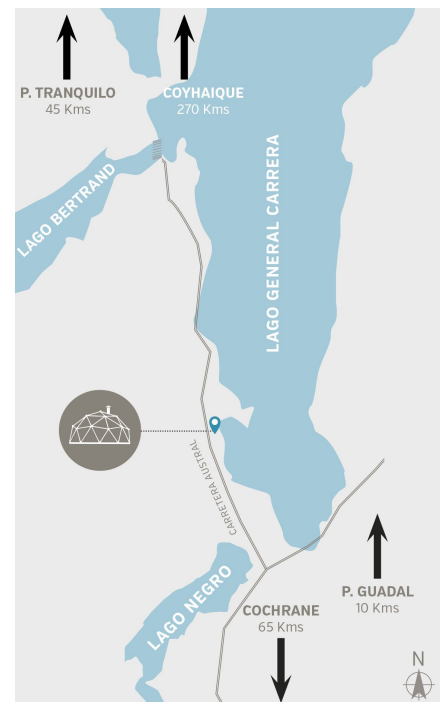 P. TRANQUILO
45 Kms
COYHAIQUE
270 Kms
LAGO BERTRAND
LAGO GENERAL CARRERA
CARRETERA AUSTRAL
LAGO NEGRO
COCHRANE
65 Kms
P. GUADAL
10 Kms
N